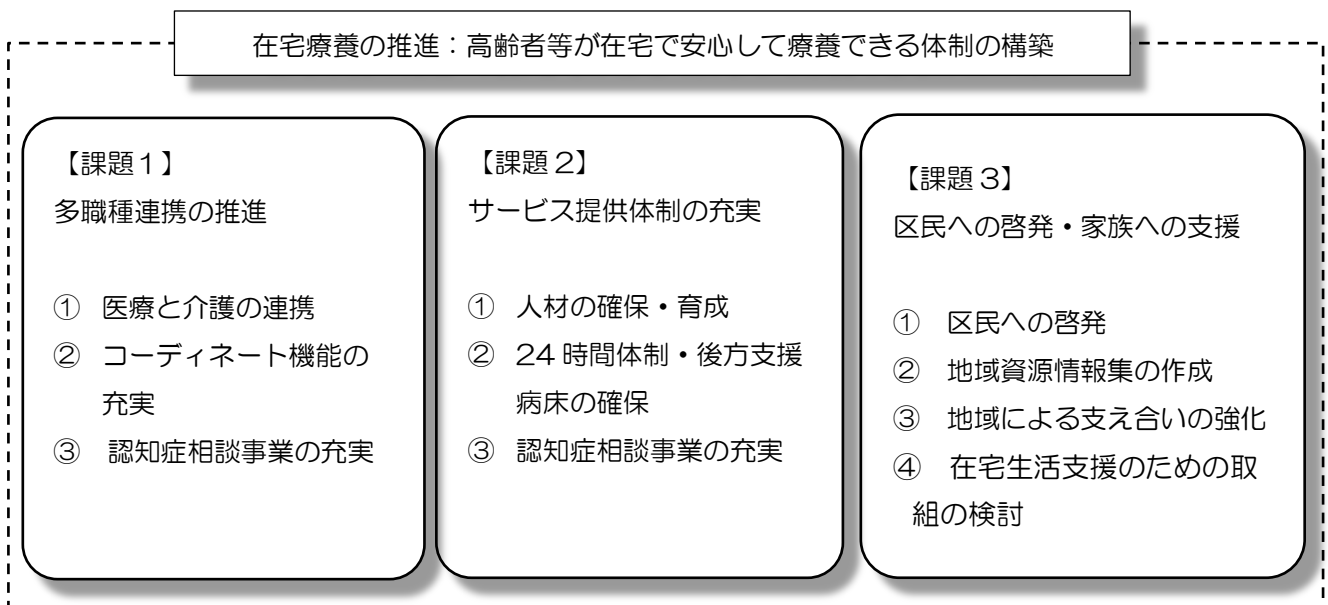 在宅療養の推進：高齢者等が在宅で安心して療養できる体制の構築
【課題１】
多職種連携の推進
① 医療と介護の連携
② コーディネート機能の
充実
③ 認知症相談事業の充実
【課題２】
サービス提供体制の充実
① 人材の確保・育成
② 24時間体制・後方支援
病床の確保
③ 認知症相談事業の充実
【課題３】
区民への啓発・家族への支援
① 区民への啓発
② 地域資源情報集の作成
③ 地域による支え合いの強化
④ 在宅生活支援のための取
組の検討